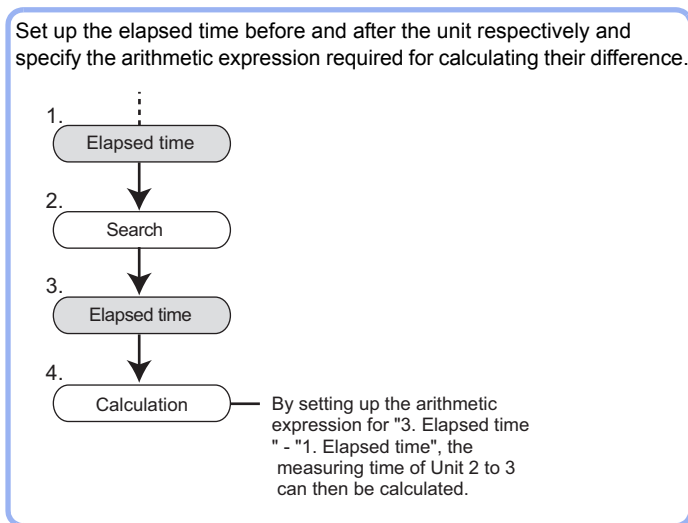 Set up the elapsed time before and after the unit respectively and
specify the arithmetic expression required for calculating their difference.
1.
Elapsed time
2.
Search
3.
Elapsed time
4.
Calculation
By setting up the arithmetic
expression for "3. Elapsed time
" - "1. Elapsed time", the
measuring time of Unit 2 to 3
can then be calculated.